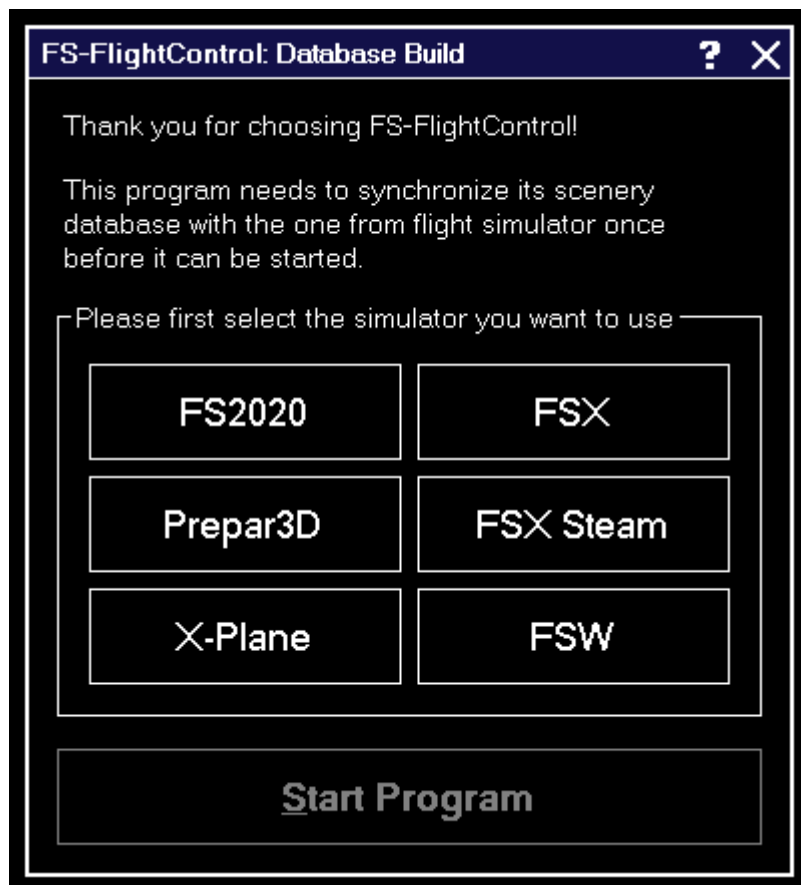 FS-FlightControl: Database Build ? X
Thank you for choosing FS-FlightControl!
This program needs to synchronize its scenery
database with the one from flight simulator once
before it can be started.
Please first select the simulator you want to use
FS2020 FSX
Prepar3D FSX Steam
X-Plane FSW
Start Program